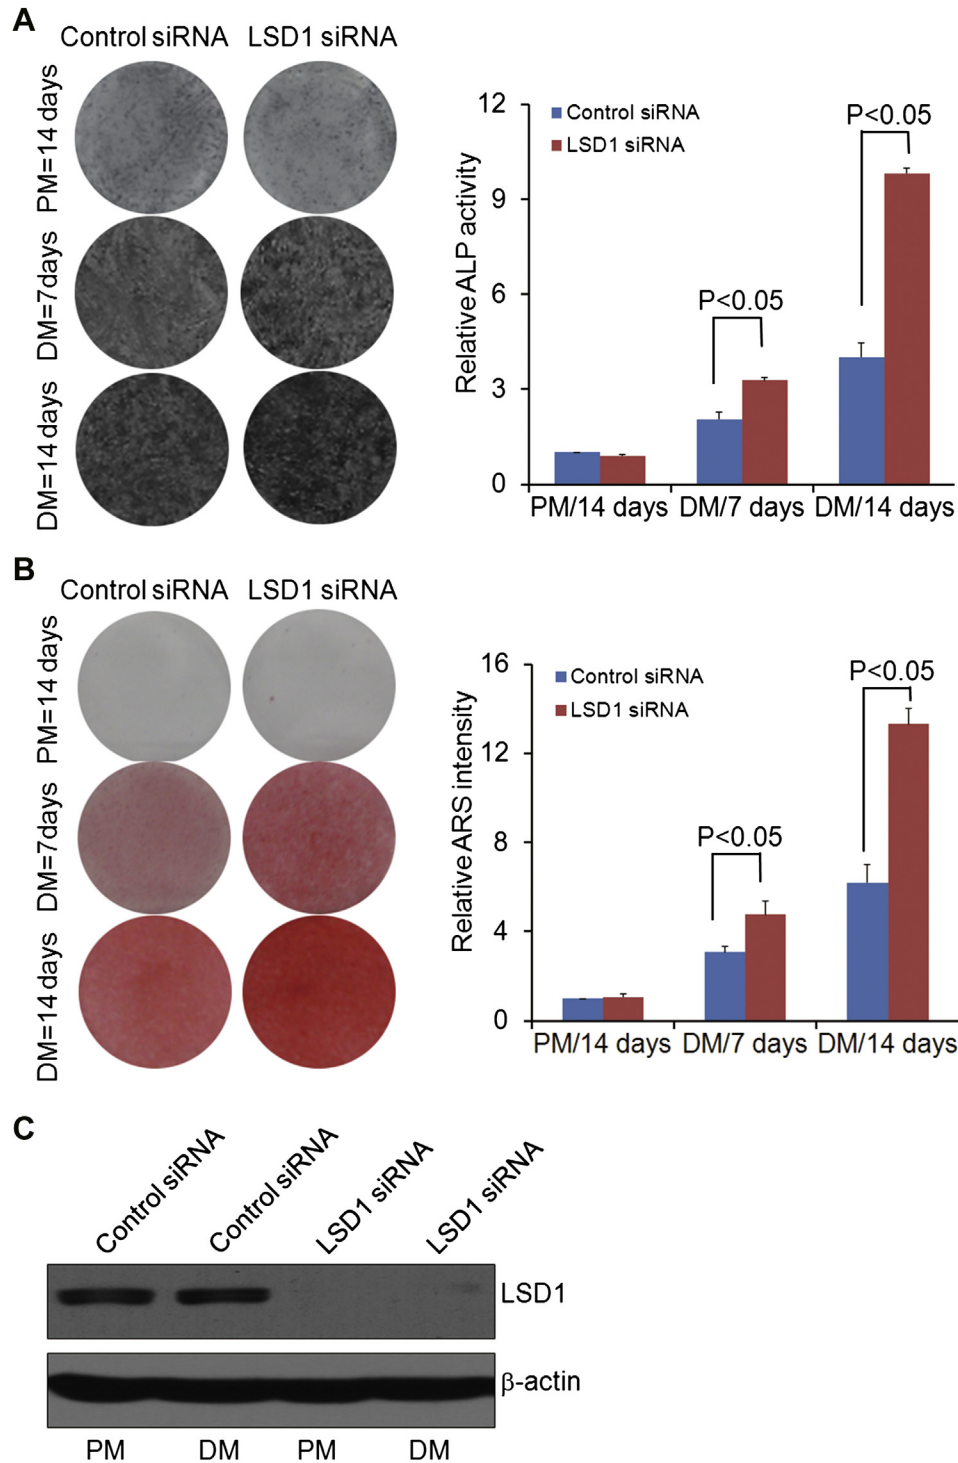 A
Control siRNA LSD1 siRNA
PM=14 days
DM=7days
DM=14 days
Relative ALP activity
12
9
6
3
0
Control siRNA
LSD1 siRNA
P<0.05
P<0.05
PM/14 days DM/7 days DM/14 days
B
Control siRNA LSD1 siRNA
PM=14 days
DM=7days
DM=14 days
Relative ARS intensity
16
12
8
4
0
Control siRNA
LSD1 siRNA
P<0.05
P<0.05
PM/14 days DM/7 days DM/14 days
C
Control siRNA
Control siRNA
LSD1 siRNA
LSD1 siRNA
LSD1
β-actin
PM DM PM DM